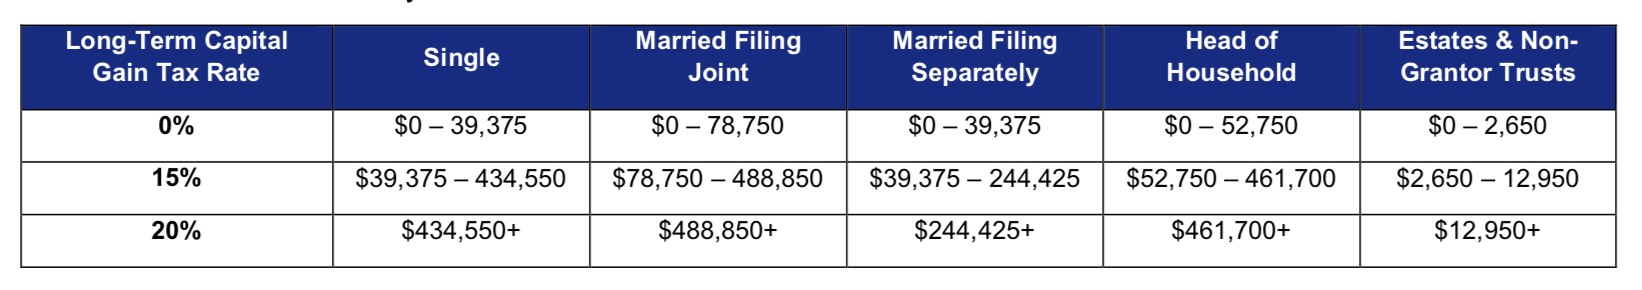 Long-Term Capital Gain Tax Rate | Single | Married Filing Joint | Married Filing Separately | Head of Household | Estates & Non-Grantor Trusts
0% | $0 – 39,375 | $0 – 78,750 | $0 – 39,375 | $0 – 52,750 | $0 – 2,650
15% | $39,375 – 434,550 | $78,750 – 488,850 | $39,375 – 244,425 | $52,750 – 461,700 | $2,650 – 12,950
20% | $434,550+ | $488,850+ | $244,425+ | $461,700+ | $12,950+